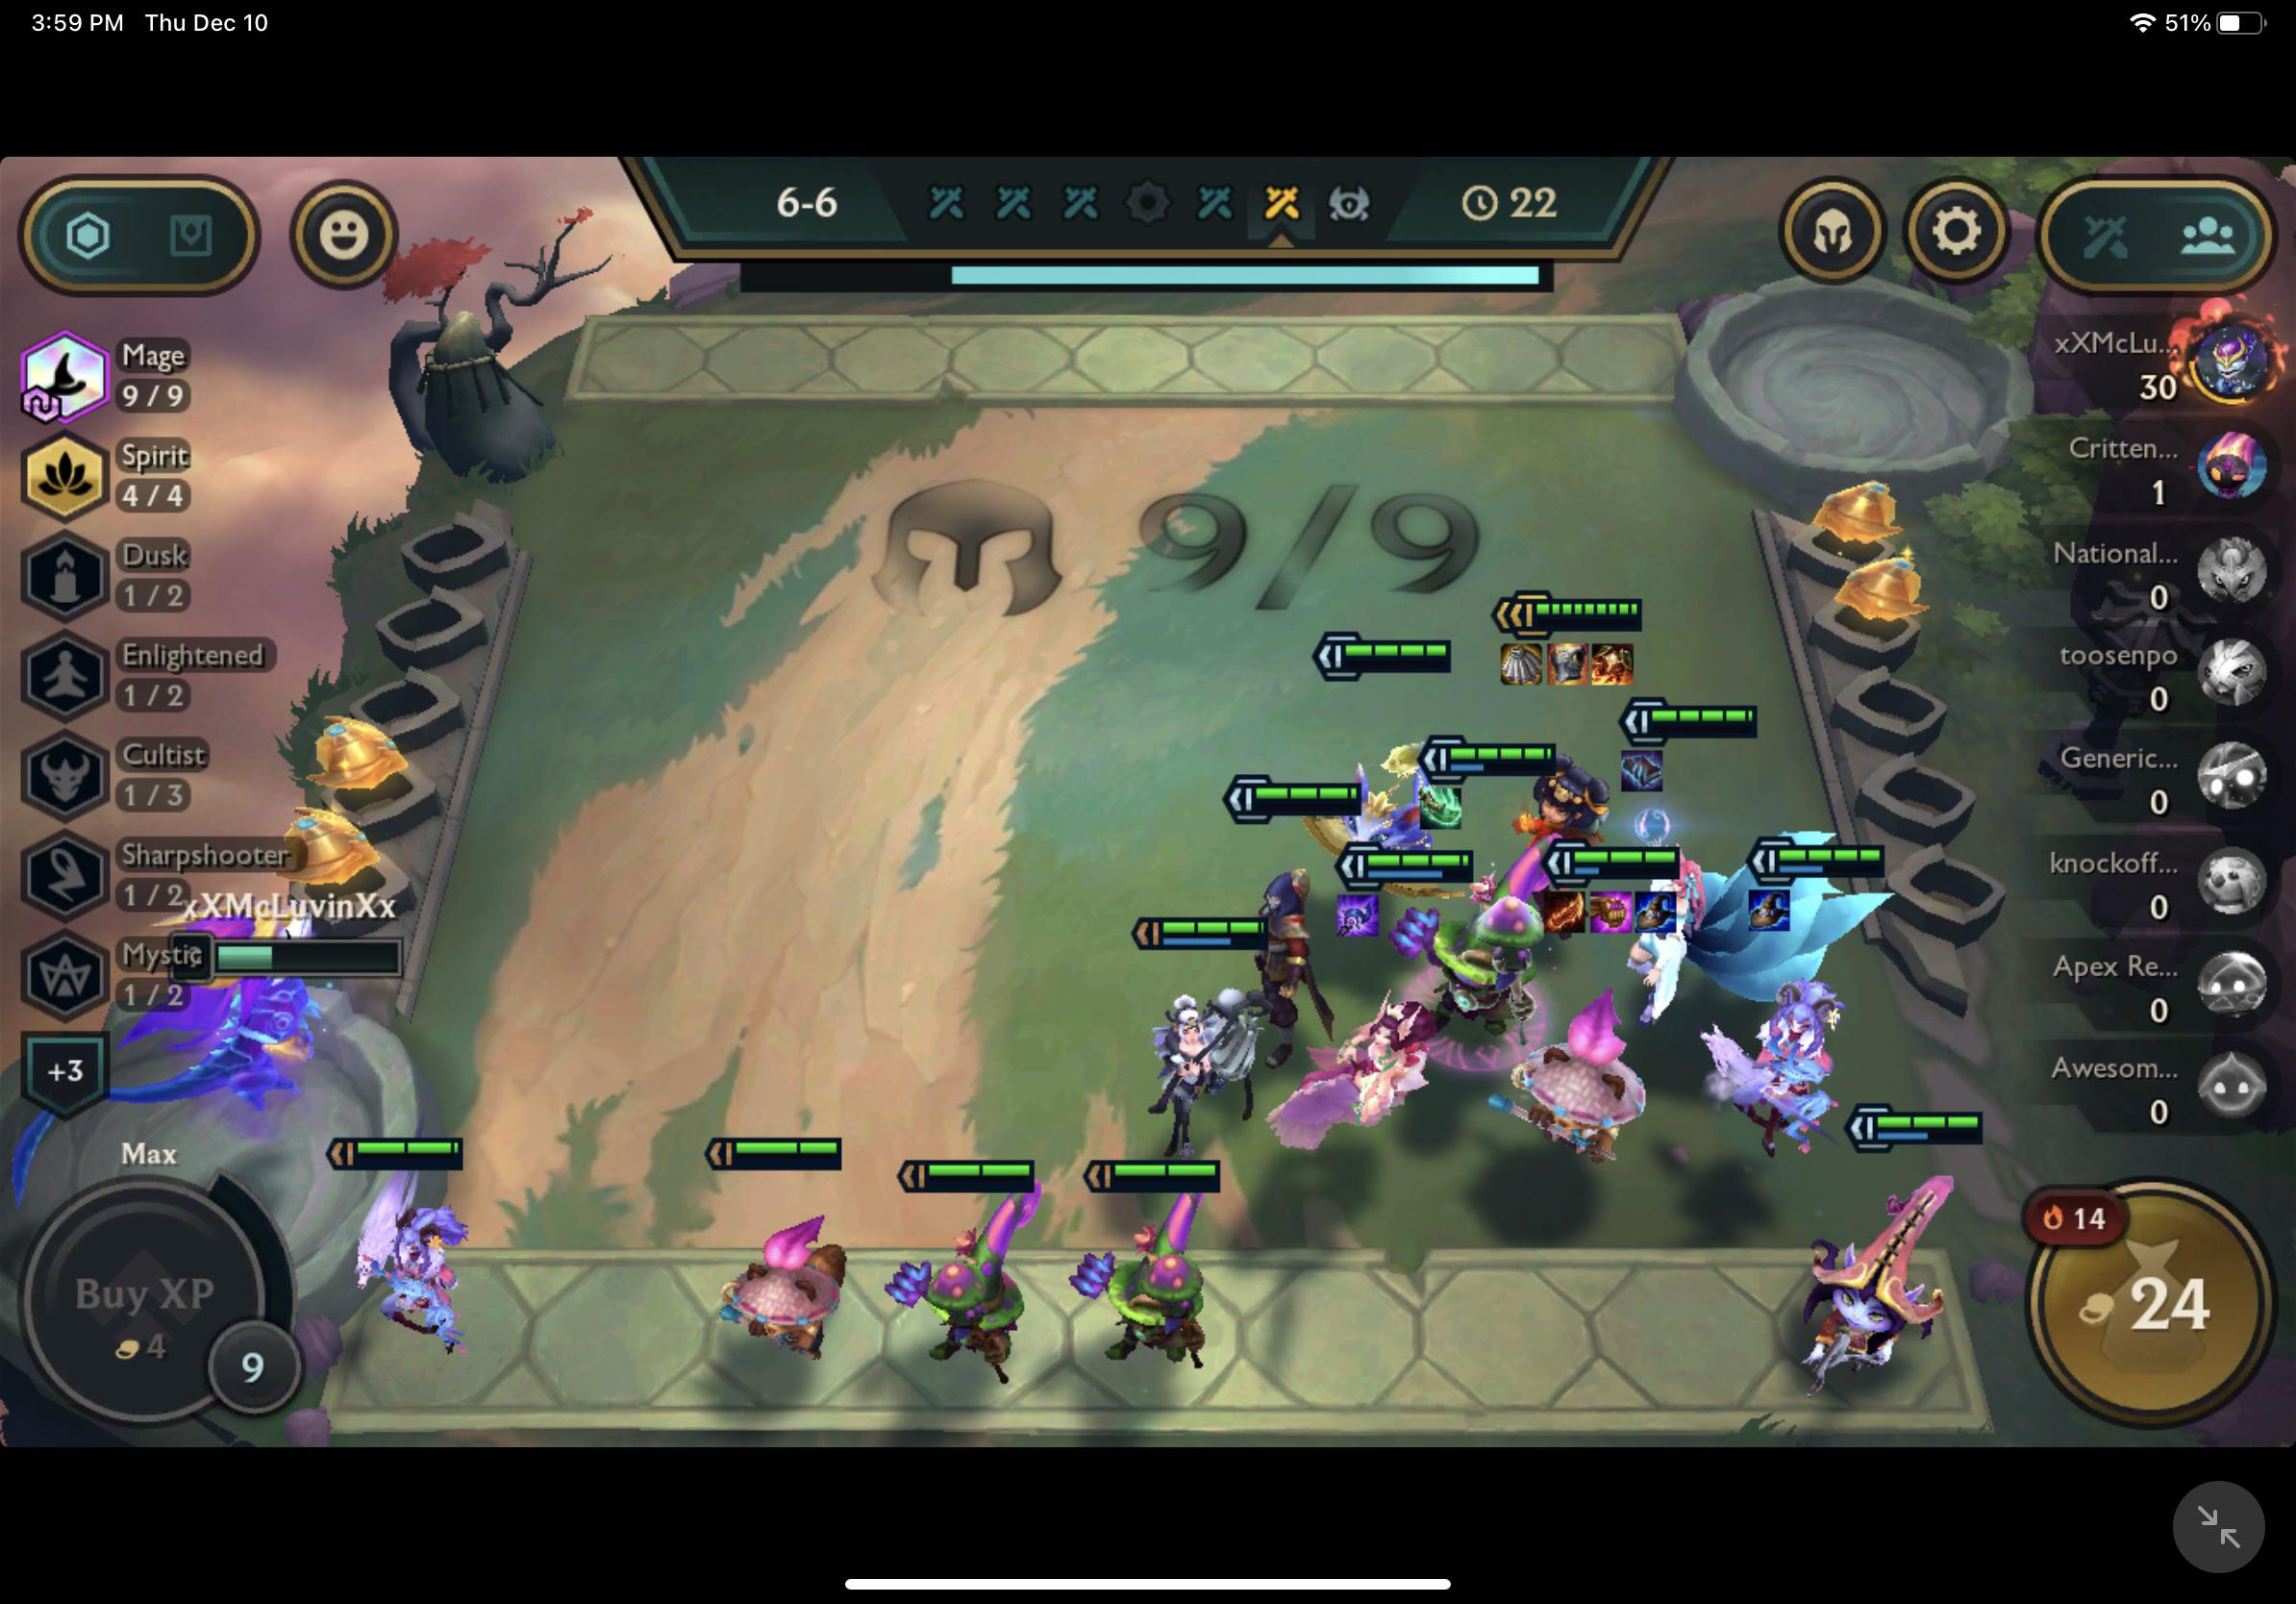 3:59 PM Thu Dec 10
51%
6-6
22
Mage
9 / 9
Spirit
4 / 4
Dusk
1 / 2
Enlightened
1 / 2
Cultist
1 / 3
Sharpshooter
1 / 2
Mystic
1 / 2
+3
xXMcLuvinXx
9/9
xXMcLu...
30
Critten...
1
National...
0
toosenpo
0
Generic...
0
knockoff...
0
Apex Re...
0
Awesom...
0
Max
Buy XP
4
9
14
24